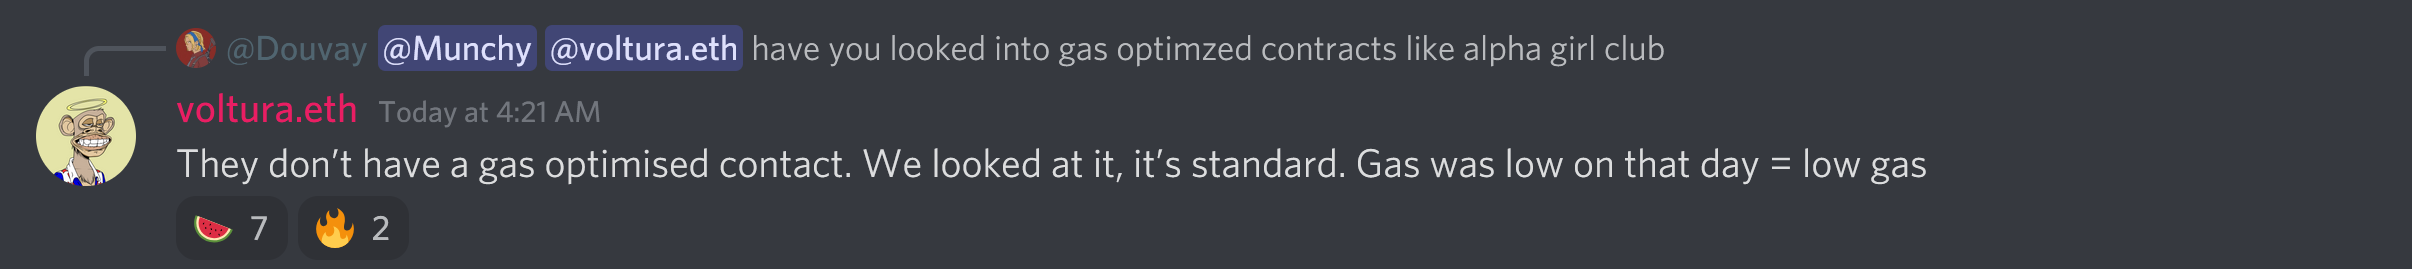 @Douvay @Munchy @voltura.eth have you looked into gas optimzed contracts like alpha girl club
voltura.eth Today at 4:21 AM
They don't have a gas optimised contact. We looked at it, it's standard. Gas was low on that day = low gas
🍉 7 🔥 2